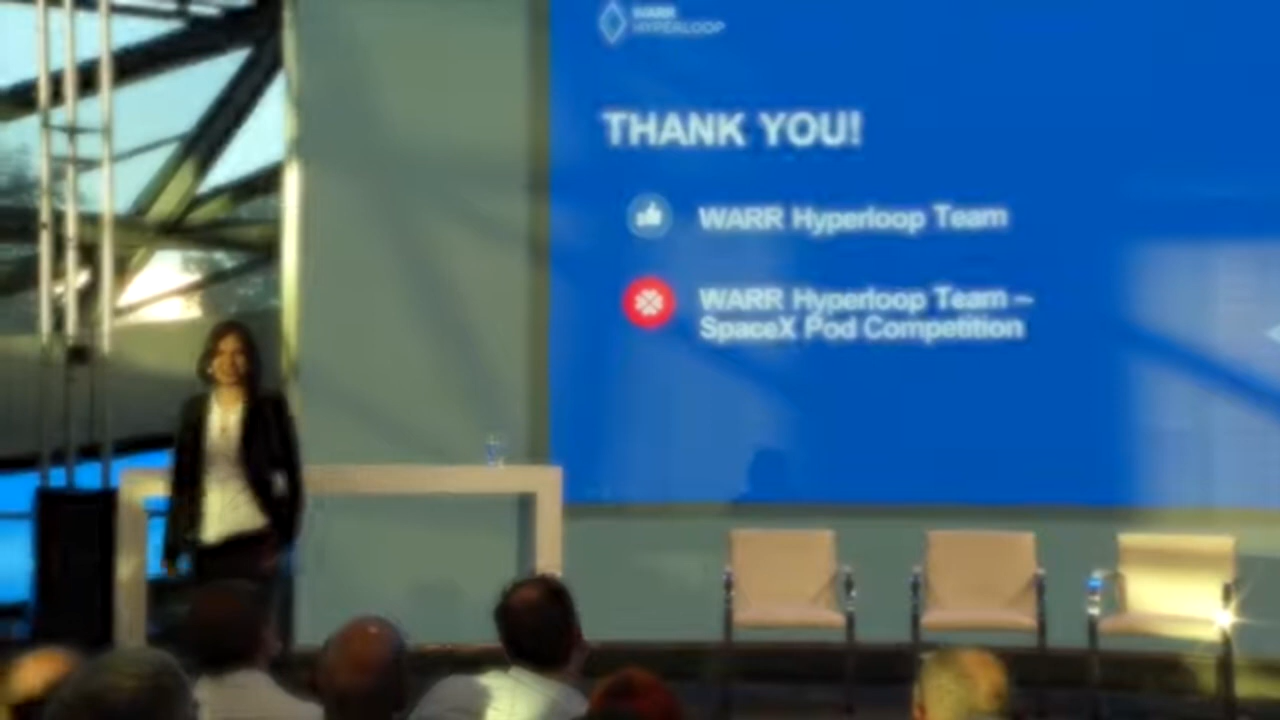 WARR
HYPERLOOP
THANK YOU!
WARR Hyperloop Team
WARR Hyperloop Team –
SpaceX Pod Competition